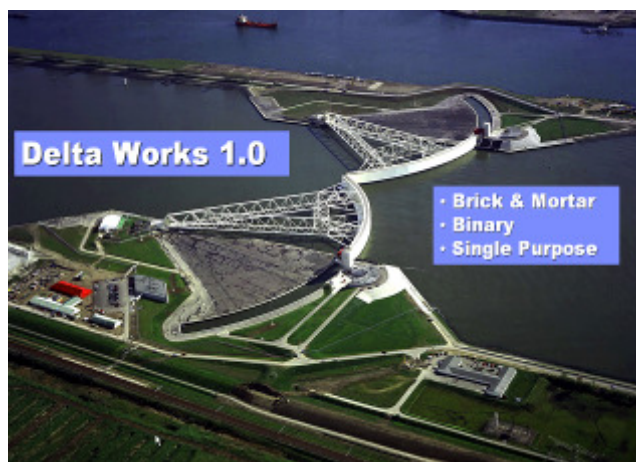 Delta Works 1.0
· Brick & Mortar
· Binary
· Single Purpose